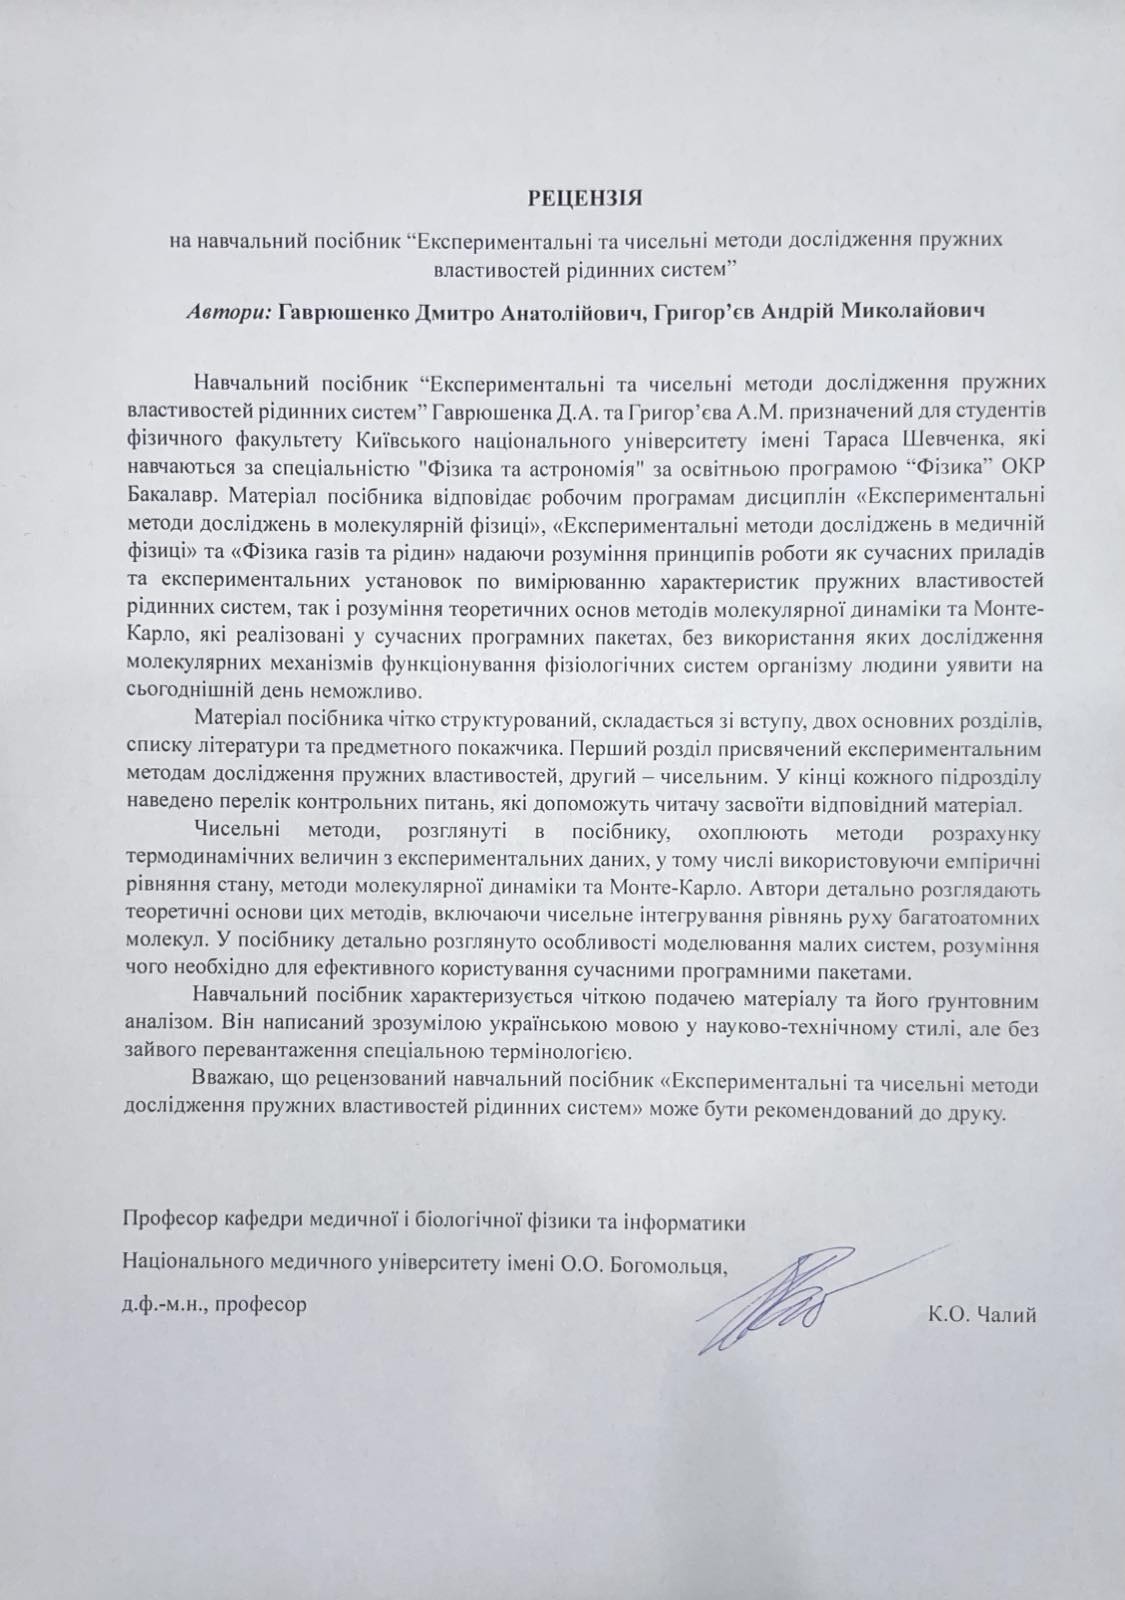 РЕЦЕНЗІЯ
на навчальний посібник “Експериментальні та чисельні методи дослідження пружних
властивостей рідинних систем”
Автори: Гаврюшенко Дмитро Анатолійович, Григор’єв Андрій Миколайович
Навчальний посібник “Експериментальні та чисельні методи дослідження пружних
властивостей рідинних систем” Гаврюшенка Д.А. та Григор’єва А.М. призначений для студентів
фізичного факультету Київського національного університету імені Тараса Шевченка, які
навчаються за спеціальністю "Фізика та астрономія" за освітньою програмою “Фізика” ОКР
Бакалавр. Матеріал посібника відповідає робочим програмам дисциплін «Експериментальні
методи досліджень в молекулярній фізиці», «Експериментальні методи досліджень в медичній
фізиці» та «Фізика газів та рідин» надаючи розуміння принципів роботи як сучасних приладів
та експериментальних установок по вимірюванню характеристик пружних властивостей
рідинних систем, так і розуміння теоретичних основ методів молекулярної динаміки та Монте-
Карло, які реалізовані у сучасних програмних пакетах, без використання яких дослідження
молекулярних механізмів функціонування фізіологічних систем організму людини уявити на
сьогоднішній день неможливо.
Матеріал посібника чітко структурований, складається зі вступу, двох основних розділів,
списку літератури та предметного покажчика. Перший розділ присвячений експериментальним
методам дослідження пружних властивостей, другий – чисельним. У кінці кожного підрозділу
наведено перелік контрольних питань, які допоможуть читачу засвоїти відповідний матеріал.
Чисельні методи, розглянуті в посібнику, охоплюють методи розрахунку
термодинамічних величин з експериментальних даних, у тому числі використовуючи емпіричні
рівняння стану, методи молекулярної динаміки та Монте-Карло. Автори детально розглядають
теоретичні основи цих методів, включаючи чисельне інтегрування рівнянь руху багатоатомних
молекул. У посібнику детально розглянуто особливості моделювання малих систем, розуміння
чого необхідно для ефективного користування сучасними програмними пакетами.
Навчальний посібник характеризується чіткою подачею матеріалу та його ґрунтовним
аналізом. Він написаний зрозумілою українською мовою у науково-технічному стилі, але без
зайвого перевантаження спеціальною термінологією.
Вважаю, що рецензований навчальний посібник «Експериментальні та чисельні методи
дослідження пружних властивостей рідинних систем» може бути рекомендований до друку.
Професор кафедри медичної і біологічної фізики та інформатики
Національного медичного університету імені О.О. Богомольця,
д.ф.-м.н., професор
К.О. Чалий